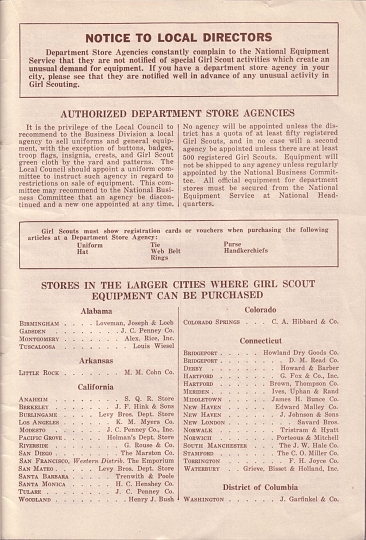 NOTICE TO LOCAL DIRECTORS
Department Store Agencies constantly complain to the National Equipment
Service that they are not notified of special Girl Scout activities which create an
unusual demand for equipment. If you have a department store agency in your
city, please see that they are notified well in advance of any unusual activity in
Girl Scouting.
AUTHORIZED DEPARTMENT STORE AGENCIES
It is the privilege of the Local Council to
recommend to the Business Division a local
agency to sell uniforms and general equip-
ment, with the exception of buttons, badges,
troop flags, insignia, crests, and Girl Scout
green cloth by the yard and patterns. The
Local Council should appoint a uniform com-
mittee to instruct such agency in regard to
restrictions on sale of equipment. This com-
mittee may recommend to the National Busi-
ness Committee that an agency be discon-
tinued and a new one appointed at any time.
No agency will be appointed unless the dis-
trict has a quota of at least fifty registered
Girl Scouts, and in no case will a second
agency be appointed unless there are at least
500 registered Girl Scouts. Equipment will
not be shipped to any agency unless regularly
appointed by the National Business Commit-
tee. All official equipment for department
stores must be secured from the National
Equipment Service at National Head-
quarters.
Girl Scouts must show registration cards or vouchers when purchasing the following
articles at a Department Store Agency:
Uniform Tie Purse
Hat Web Belt Handkerchiefs
Rings
STORES IN THE LARGER CITIES WHERE GIRL SCOUT
EQUIPMENT CAN BE PURCHASED
Alabama
BIRMINGHAM . . . . . Loveman, Joseph & Loeb
GADSDEN . . . . . J. C. Penney Co.
MONTGOMERY . . . . . Alex. Rice, Inc.
TUSCALOOSA . . . . . Louis Wiesel
Arkansas
LITTLE ROCK . . . . . M. M. Cohn Co.
California
ANAHEIM . . . . . S. Q. R. Store
BERKELEY . . . . . J. F. Hink & Sons
BURLINGAME . . . . . Levy Bros. Dept. Store
LOS ANGELES . . . . . K. M. Myers Co.
MODESTO . . . . . J. C. Penney Co., Inc.
PACIFIC GROVE . . . . . Holman's Dept. Store
RIVERSIDE . . . . . G. Rouse & Co.
SAN DIEGO . . . . . The Marston Co.
SAN FRANCISCO, Western Distrib. The Emporium
SAN MATEO . . . . . Levy Bros. Dept. Store
SANTA BARBARA . . . . . Trenwith & Poole
SANTA MONICA . . . . . H. C. Henshey Co.
TULARE . . . . . J. C. Penney Co.
WOODLAND . . . . . Henry J. Rush
Colorado
COLORADO SPRINGS . . . . C. A. Hibbard & Co.
Connecticut
BRIDGEPORT . . . . . Howland Dry Goods Co.
BRIDGEPORT . . . . . D. M. Read Co.
DERBY . . . . . Howard & Barber
HARTFORD . . . . . G. Fox & Co., Inc.
HARTFORD . . . . . Brown, Thompson Co.
MERIDEN . . . . . Ives, Upham & Rand
MIDDLETOWN . . . . . James H. Bunce Co.
NEW HAVEN . . . . . Edward Malley Co.
NEW HAVEN . . . . . J. Johnson & Sons
NEW LONDON . . . . . Savard Bros.
NORWALK . . . . . Tristram & Hyatt
NORWICH . . . . . Porteous & Mitchell
SOUTH MANCHESTER . . . . . The J. W. Hale Co.
STAMFORD . . . . . The C. O. Miller Co.
TORRINGTON . . . . . F. H. Joyce Co.
WATERBURY . . Grieve, Bisset & Holland, Inc.
District of Columbia
WASHINGTON . . . . . J. Garfinkel & Co.